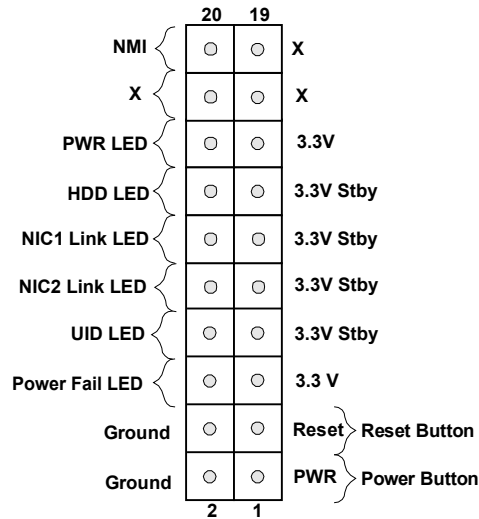 20 19
NMI X
X X
PWR LED 3.3V
HDD LED 3.3V Stby
NIC1 Link LED 3.3V Stby
NIC2 Link LED 3.3V Stby
UID LED 3.3V Stby
Power Fail LED 3.3 V
Ground Reset Reset Button
Ground PWR Power Button
2 1